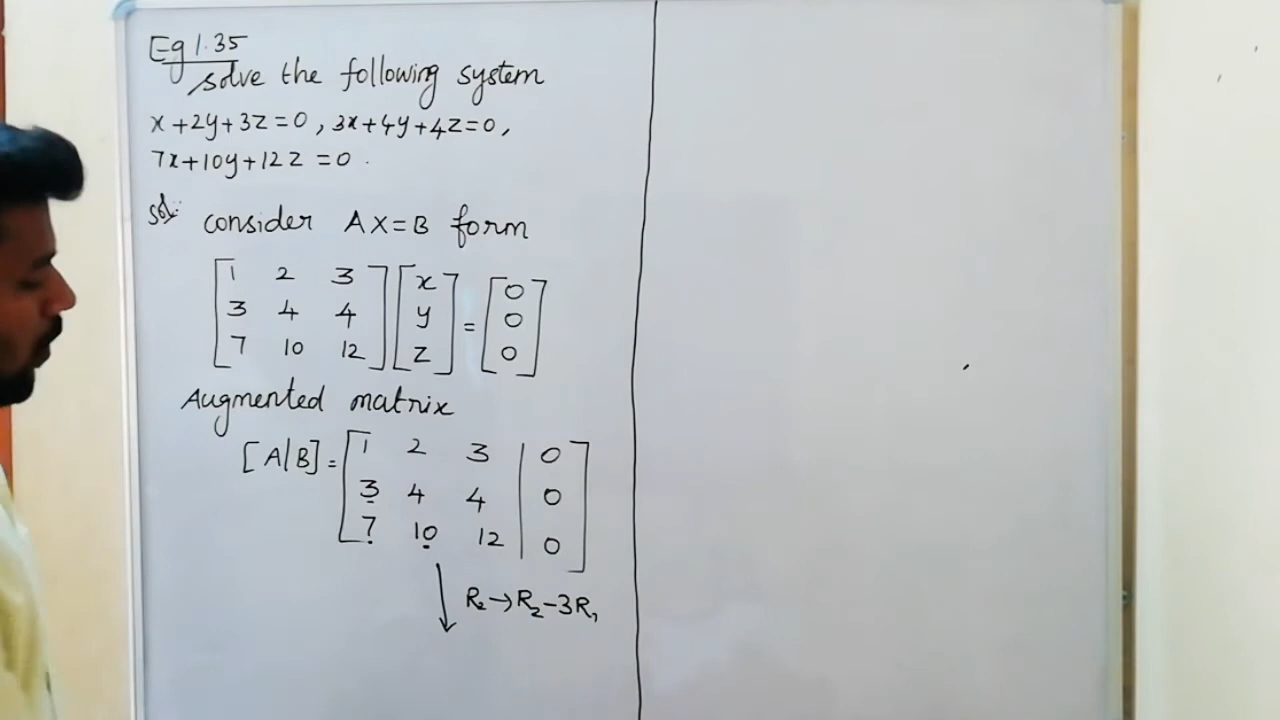 Eg 1.35
solve the following system
x+2y+3z=0, 3x+4y+4z=0,
7x+10y+12z=0.
Sol:
consider AX=B form
[1 2 3] [x] [0]
[3 4 4] [y] = [0]
[7 10 12] [z] [0]
Augmented matrix
[A|B] = [1 2 3 | 0]
[3 4 4 | 0]
[7 10 12 | 0]
↓ R₂→R₂-3R₁